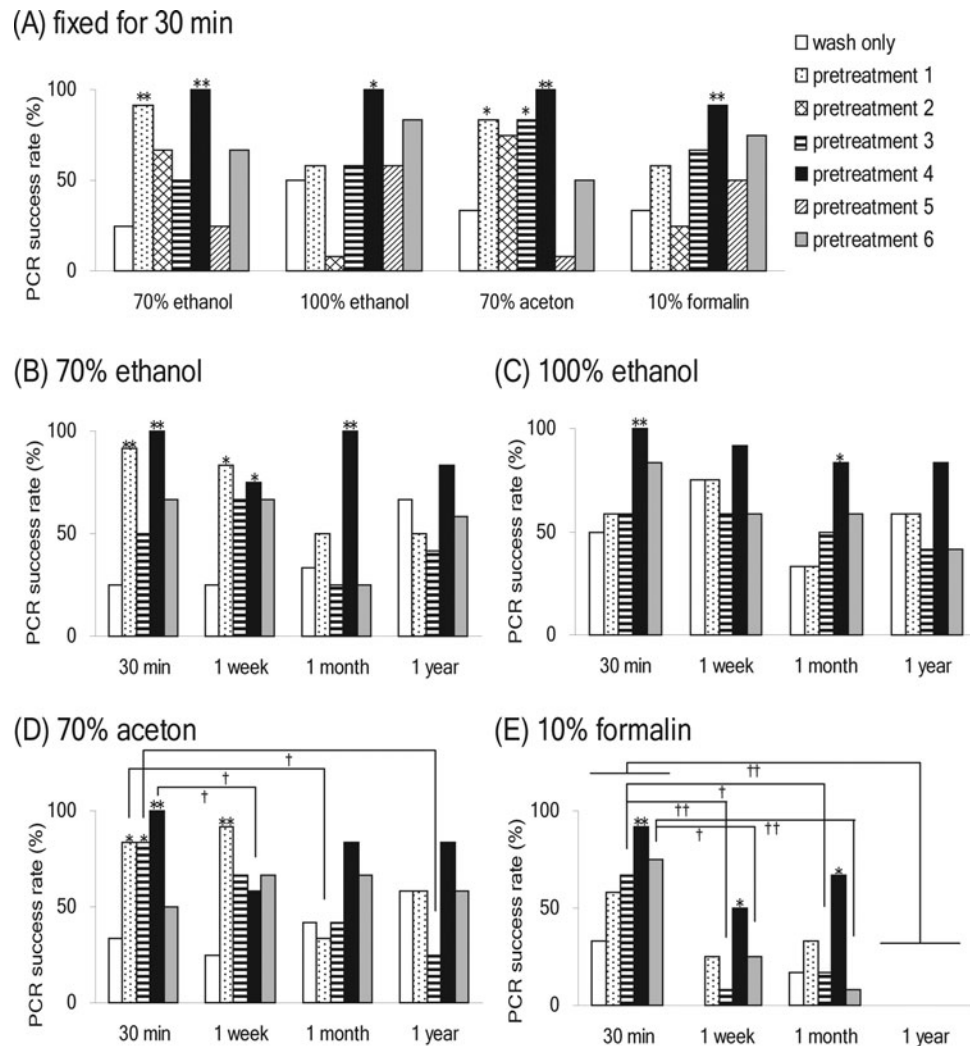 (A) fixed for 30 min
wash only
pretreatment 1
pretreatment 2
pretreatment 3
pretreatment 4
pretreatment 5
pretreatment 6
PCR success rate (%)
100
50
0
** ** * * * ** **
70% ethanol 100% ethanol 70% aceton 10% formalin
(B) 70% ethanol
PCR success rate (%)
100
50
0
** ** * * **
30 min 1 week 1 month 1 year
(C) 100% ethanol
PCR success rate (%)
100
50
0
** *
30 min 1 week 1 month 1 year
(D) 70% aceton
PCR success rate (%)
100
50
0
† † †
* * ** **
30 min 1 week 1 month 1 year
(E) 10% formalin
PCR success rate (%)
100
50
0
†† † †† †† †
** * *
30 min 1 week 1 month 1 year